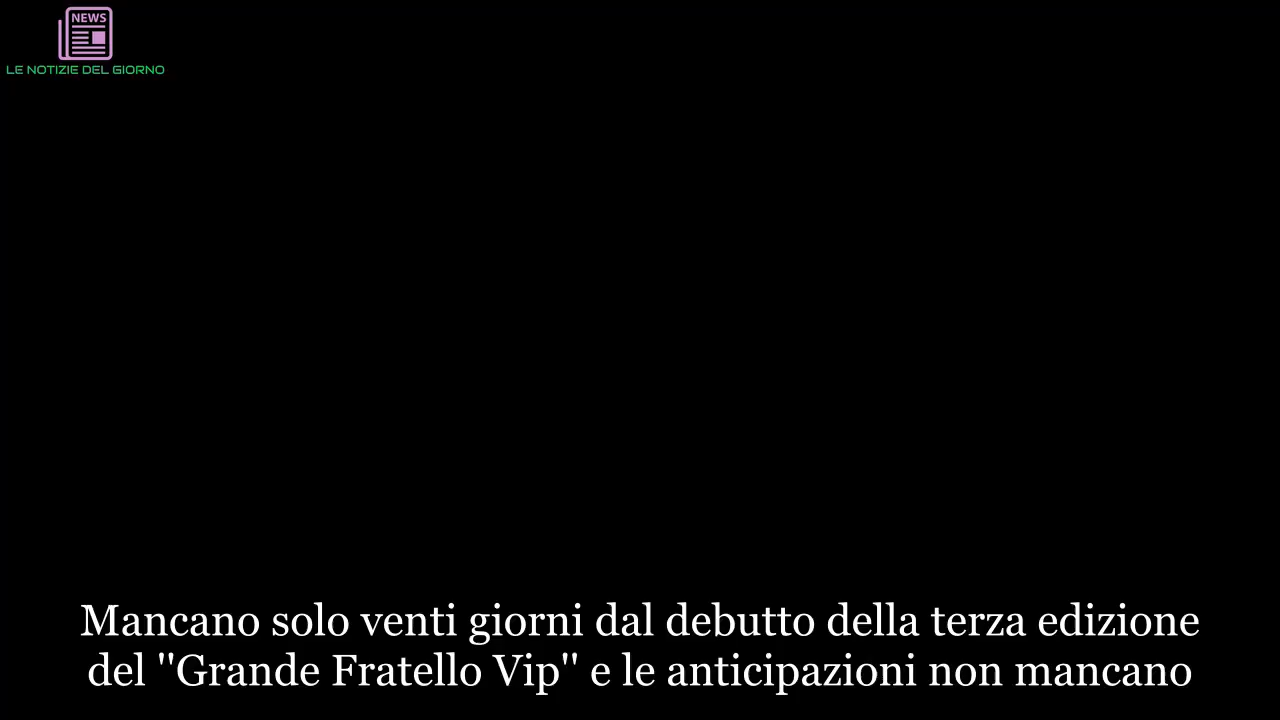 NEWS
LE NOTIZIE DEL GIORNO
Mancano solo venti giorni dal debutto della terza edizione
del ''Grande Fratello Vip'' e le anticipazioni non mancano